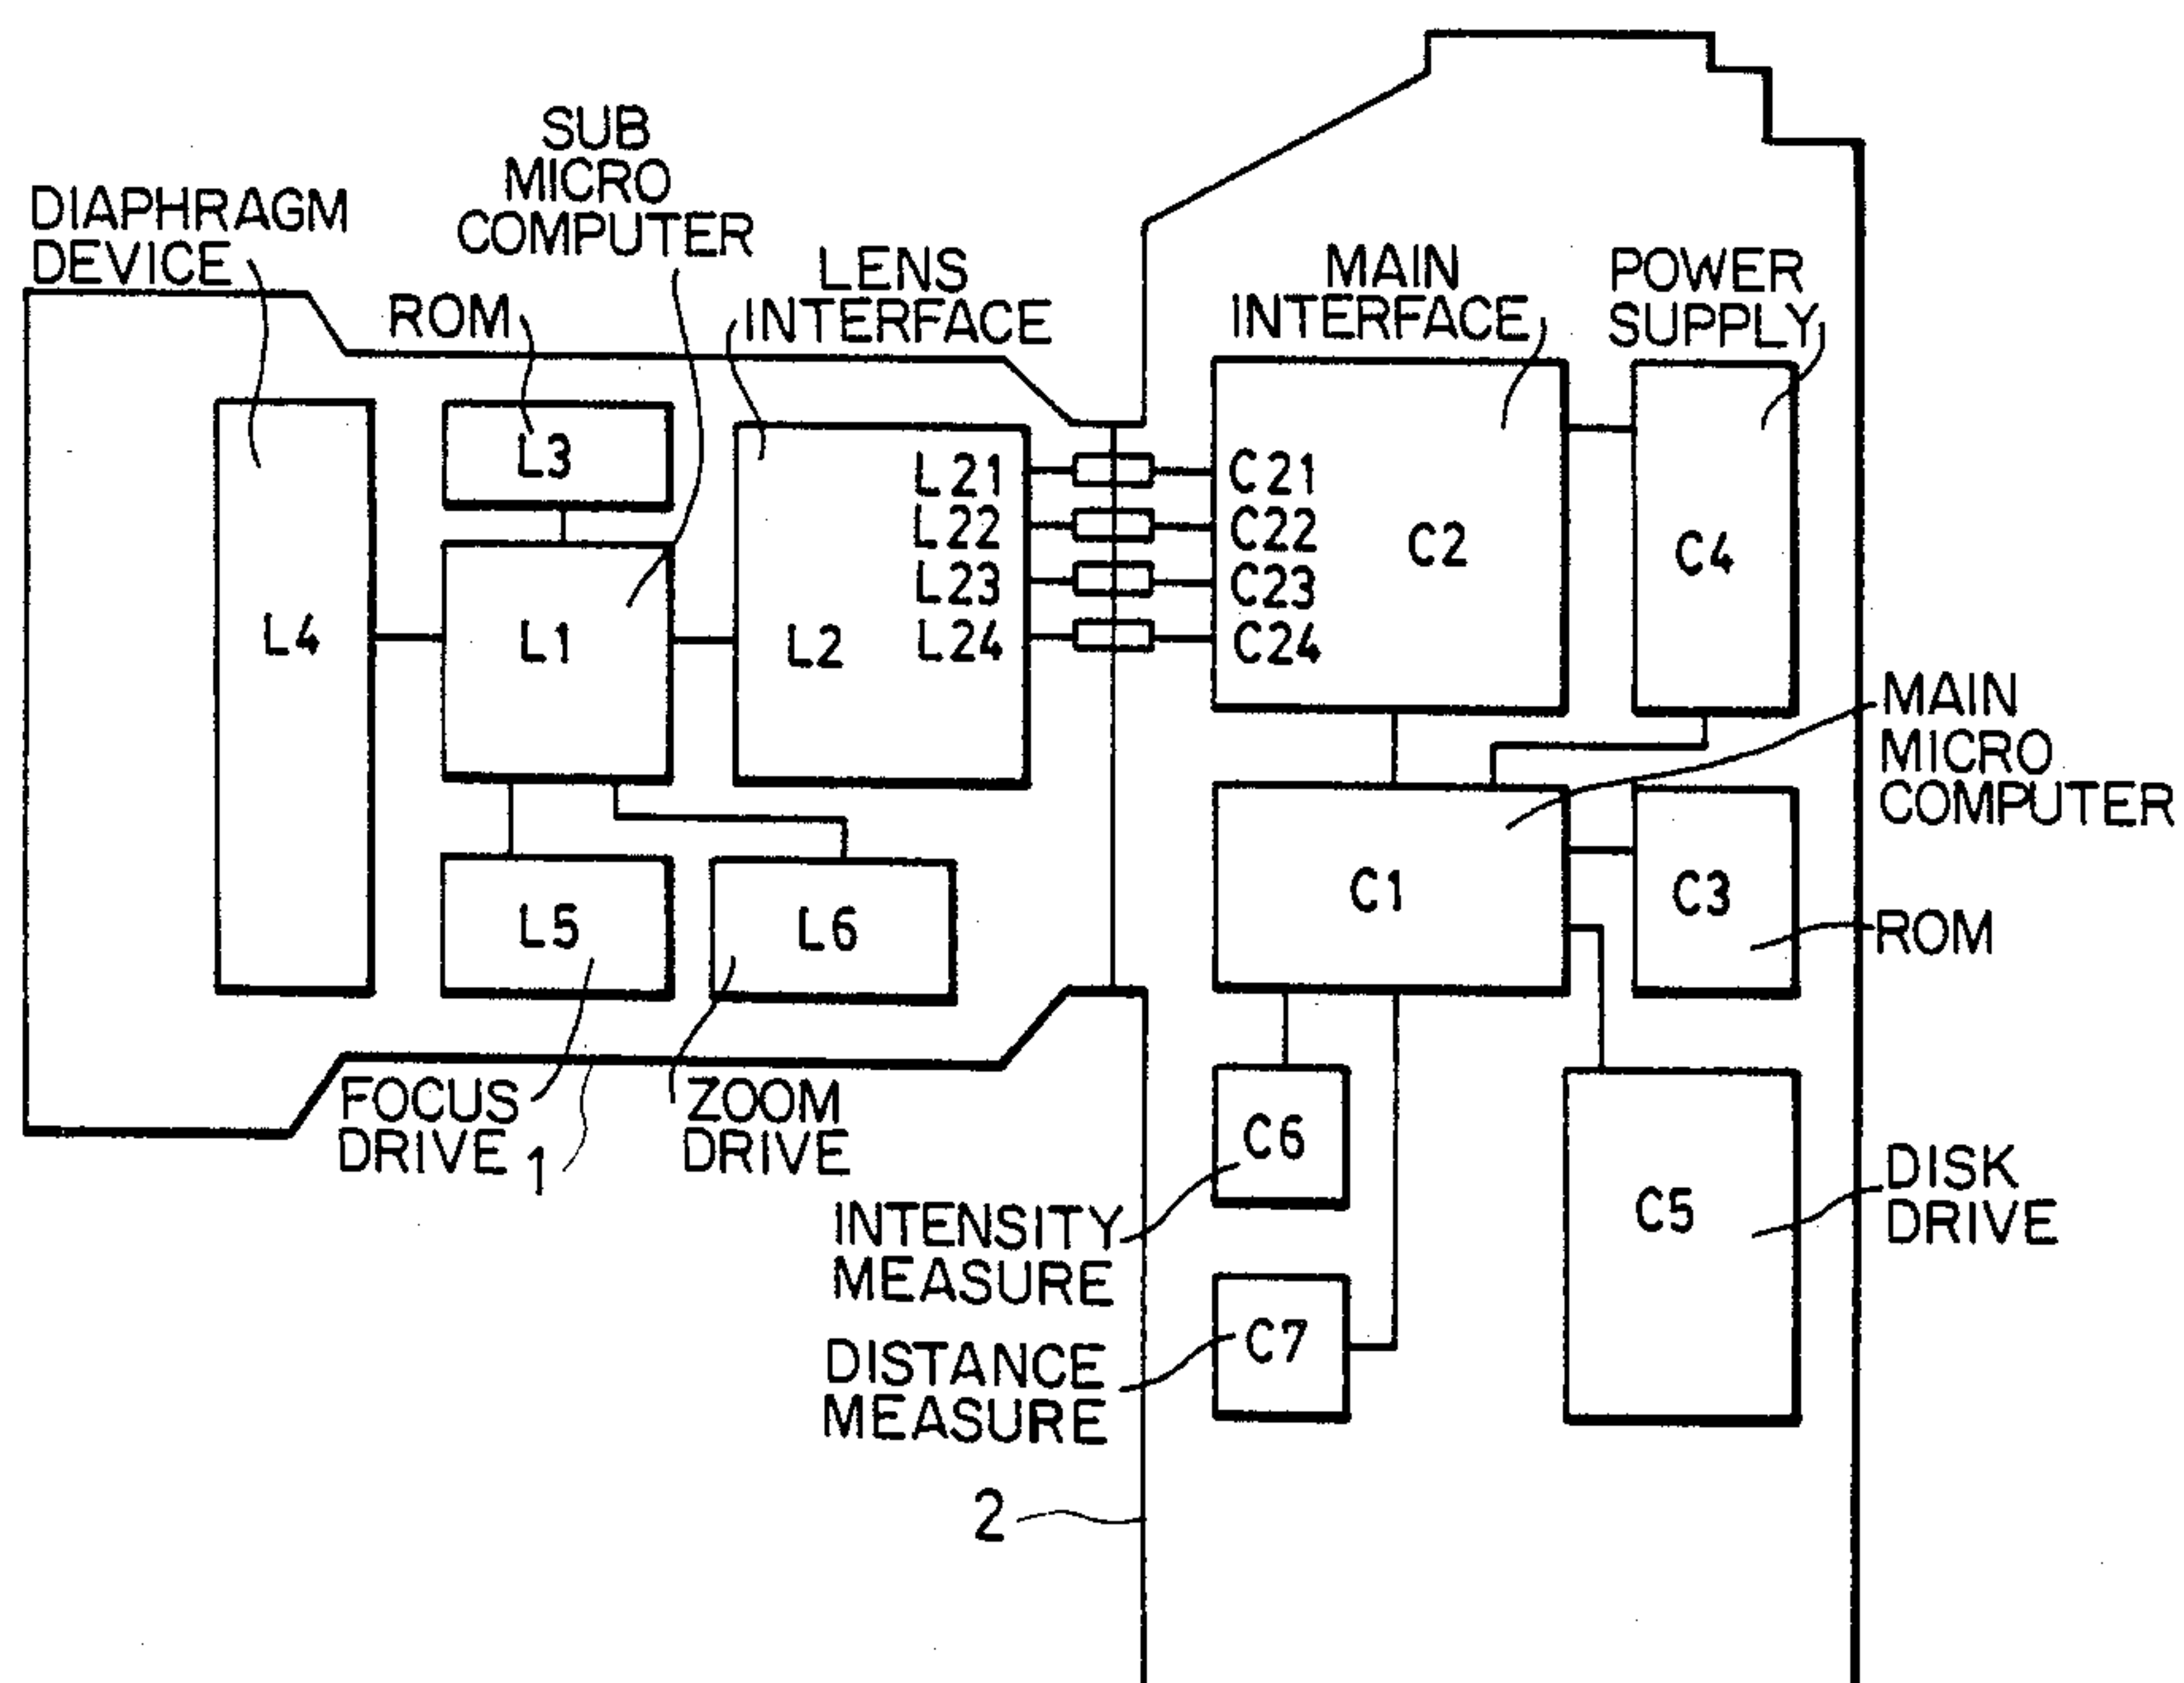 SUB
MICRO
COMPUTER
DIAPHRAGM
DEVICE
ROM
LENS
INTERFACE
MAIN
INTERFACE
POWER
SUPPLY
L3
L21
L22
L23
L24
C21
C22
C23
C24
C2
C4
L4
L1
L2
MAIN
MICRO
COMPUTER
C1
C3
ROM
L5
L6
FOCUS
DRIVE
1
ZOOM
DRIVE
C6
INTENSITY
MEASURE
C5
DISK
DRIVE
C7
DISTANCE
MEASURE
2